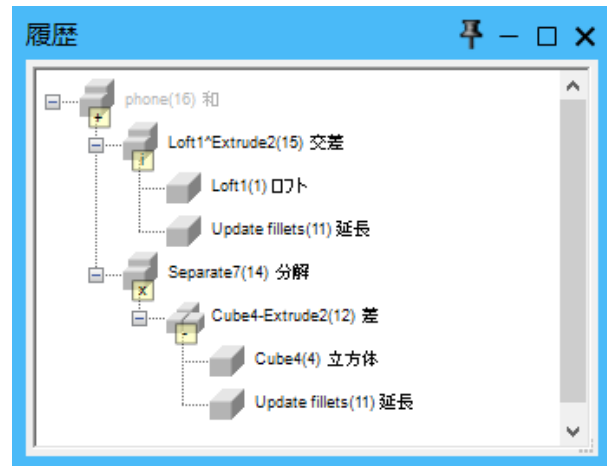 履歴
phone(16) 和
Loft1^Extrude2(15) 交差
Loft1(1) ロフト
Update fillets(11) 延長
Separate7(14) 分解
Cube4-Extrude2(12) 差
Cube4(4) 立方体
Update fillets(11) 延長